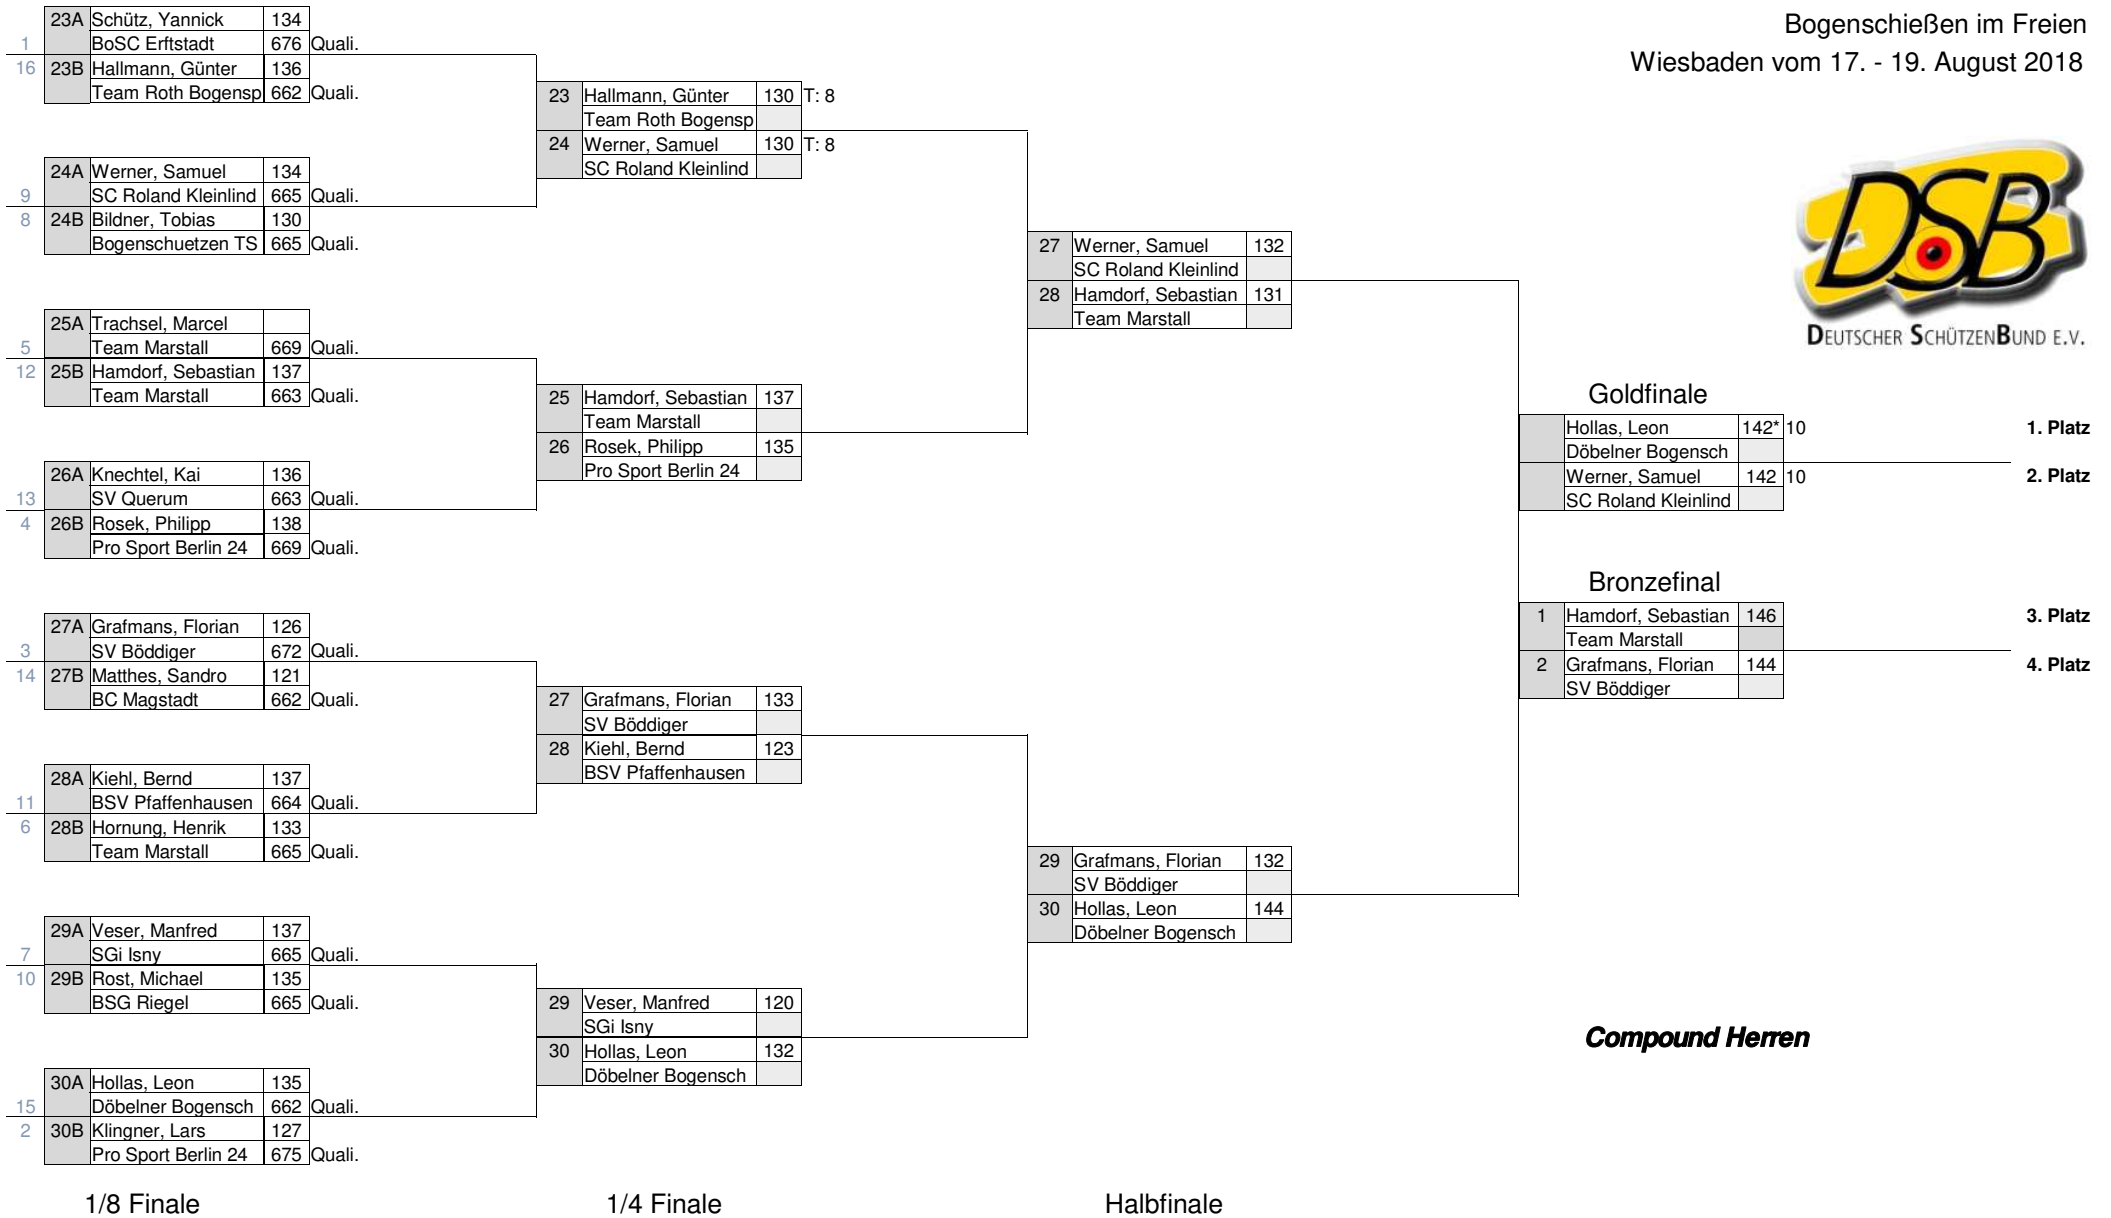 Bogenschießen im Freien
Wiesbaden vom 17. - 19. August 2018
DSB
DEUTSCHER SCHÜTZENBUND E.V.
23A Schütz, Yannick 134
1 BoSC Erftstadt 676 Quali.
16 23B Hallmann, Günter 136
Team Roth Bogensp 662 Quali.
24A Werner, Samuel 134
9 SC Roland Kleinlind 665 Quali.
8 24B Bildner, Tobias 130
Bogenschuetzen TS 665 Quali.
25A Trachsel, Marcel
5 Team Marstall 669 Quali.
12 25B Hamdorf, Sebastian 137
Team Marstall 663 Quali.
26A Knechtel, Kai 136
13 SV Querum 663 Quali.
4 26B Rosek, Philipp 138
Pro Sport Berlin 24 669 Quali.
27A Grafmans, Florian 126
3 SV Böddiger 672 Quali.
14 27B Matthes, Sandro 121
BC Magstadt 662 Quali.
28A Kiehl, Bernd 137
11 BSV Pfaffenhausen 664 Quali.
6 28B Hornung, Henrik 133
Team Marstall 665 Quali.
29A Veser, Manfred 137
7 SGi Isny 665 Quali.
10 29B Rost, Michael 135
BSG Riegel 665 Quali.
30A Hollas, Leon 135
15 Döbelner Bogensch 662 Quali.
2 30B Klingner, Lars 127
Pro Sport Berlin 24 675 Quali.
1/8 Finale
23 Hallmann, Günter 130 T: 8
Team Roth Bogensp
24 Werner, Samuel 130 T: 8
SC Roland Kleinlind
25 Hamdorf, Sebastian 137
Team Marstall
26 Rosek, Philipp 135
Pro Sport Berlin 24
27 Grafmans, Florian 133
SV Böddiger
28 Kiehl, Bernd 123
BSV Pfaffenhausen
29 Veser, Manfred 120
SGi Isny
30 Hollas, Leon 132
Döbelner Bogensch
1/4 Finale
27 Werner, Samuel 132
SC Roland Kleinlind
28 Hamdorf, Sebastian 131
Team Marstall
29 Grafmans, Florian 132
SV Böddiger
30 Hollas, Leon 144
Döbelner Bogensch
Halbfinale
Goldfinale
Hollas, Leon 142* 10 1. Platz
Döbelner Bogensch
Werner, Samuel 142 10 2. Platz
SC Roland Kleinlind
Bronzefinal
1 Hamdorf, Sebastian 146 3. Platz
Team Marstall
2 Grafmans, Florian 144 4. Platz
SV Böddiger
Compound Herren